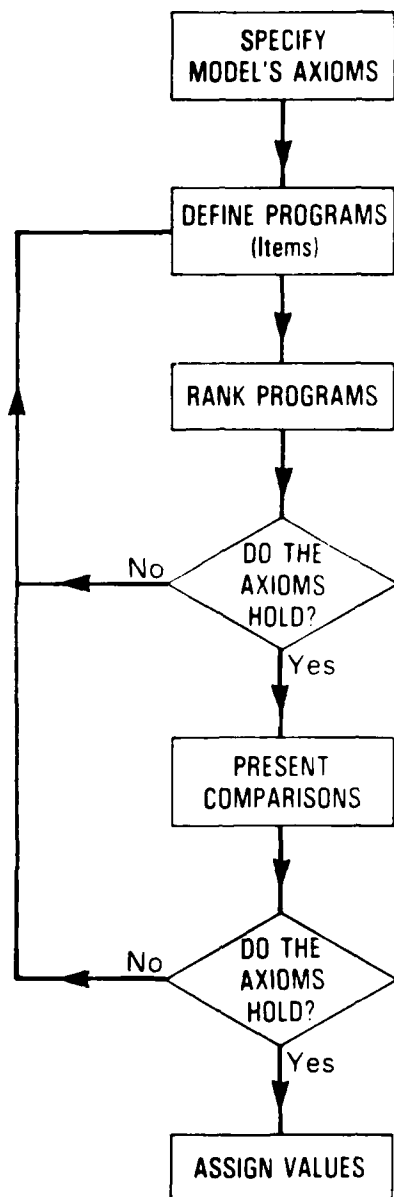 SPECIFY
MODEL'S AXIOMS
DEFINE PROGRAMS
(Items)
RANK PROGRAMS
DO THE
AXIOMS
HOLD?
No
Yes
PRESENT
COMPARISONS
DO THE
AXIOMS
HOLD?
No
Yes
ASSIGN VALUES